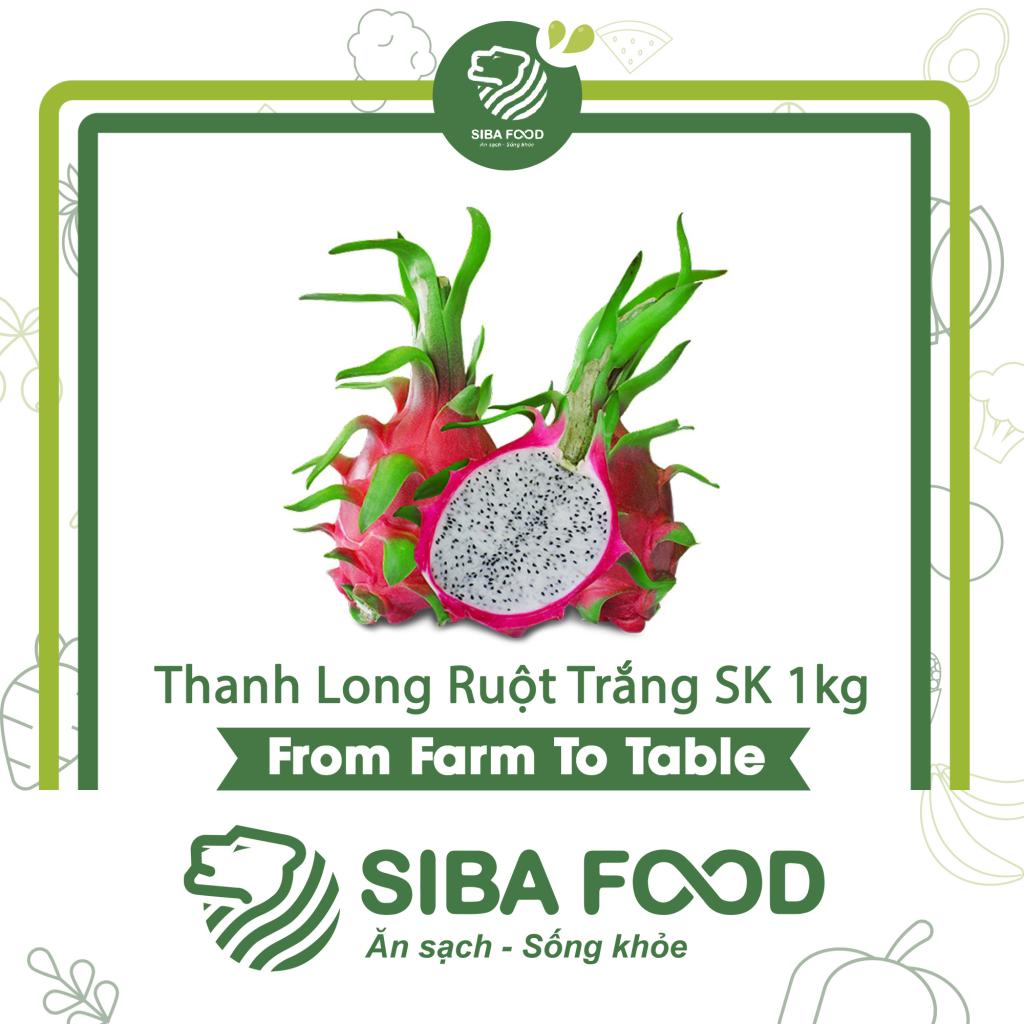 SIBA FOOD
Ăn sạch - Sống khỏe
Thanh Long Ruột Trắng SK 1kg
From Farm To Table
SIBA FOOD
Ăn sạch - Sống khỏe